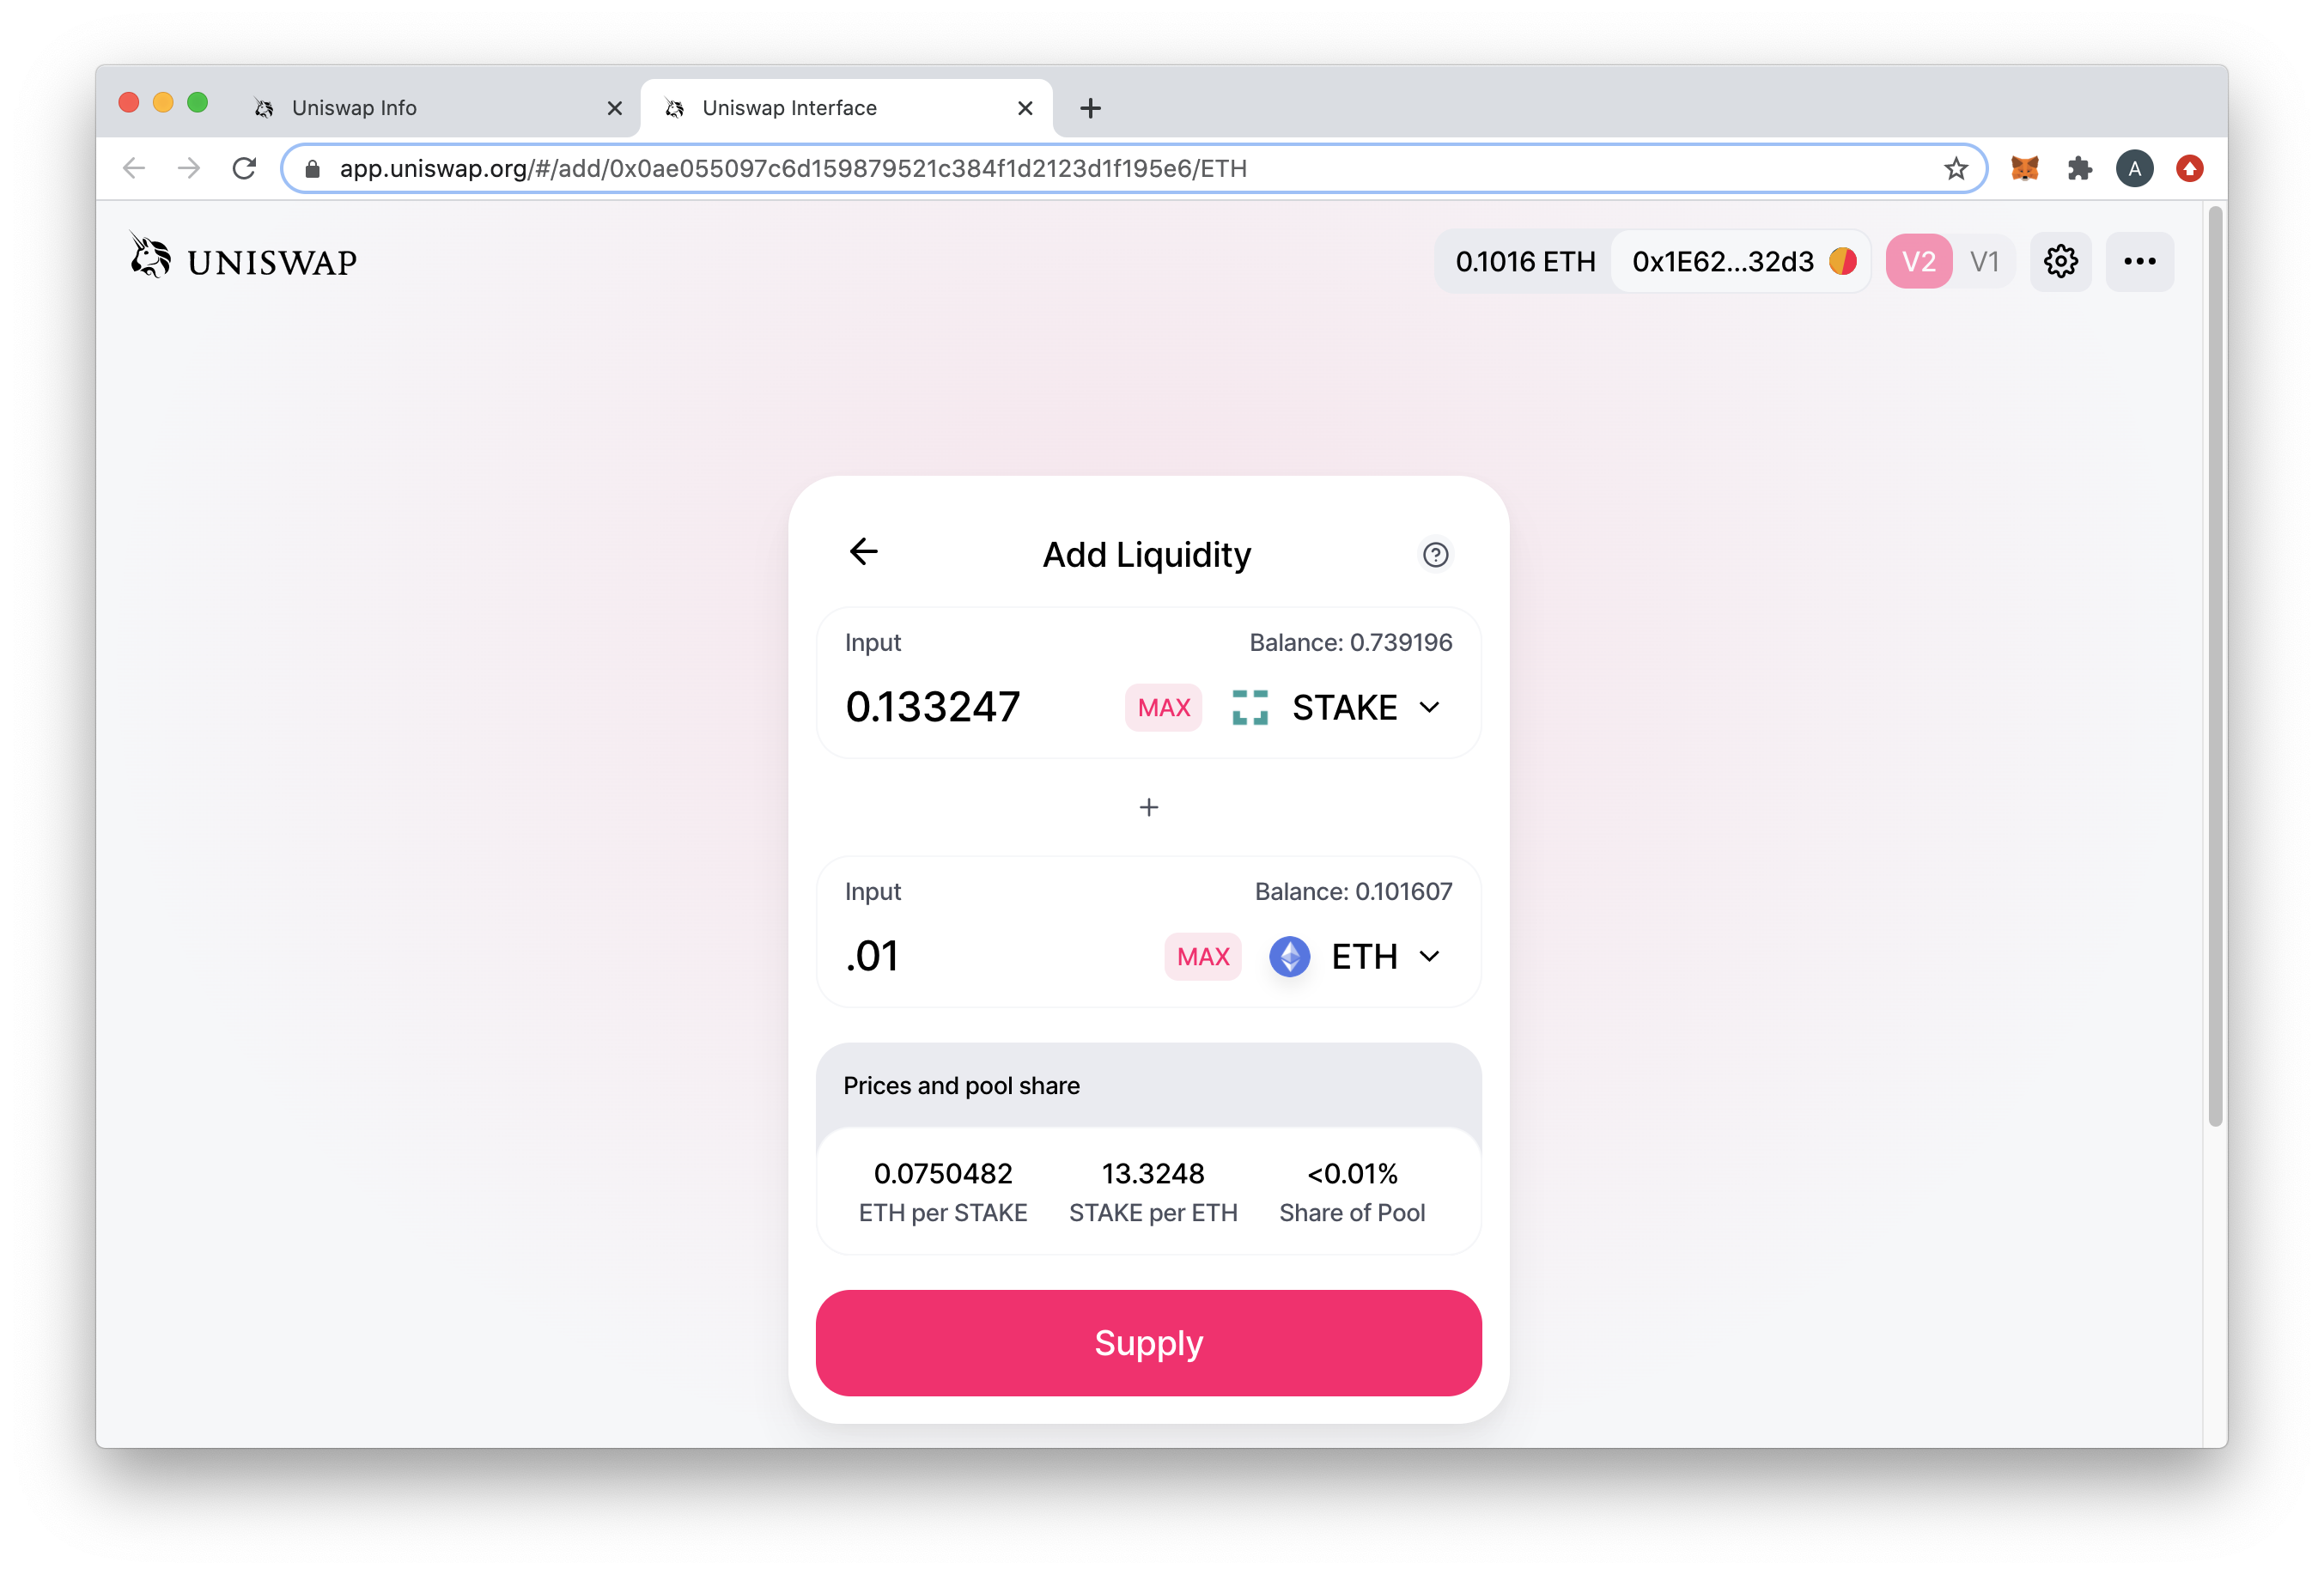 Uniswap Info
Uniswap Interface
app.uniswap.org/#/add/0x0ae055097c6d159879521c384f1d2123d1f195e6/ETH
A
UNISWAP
0.1016 ETH
0x1E62...32d3
V2
V1
Add Liquidity
Input
Balance: 0.739196
0.133247
MAX
STAKE
+
Input
Balance: 0.101607
.01
MAX
ETH
Prices and pool share
0.0750482
13.3248
<0.01%
ETH per STAKE
STAKE per ETH
Share of Pool
Supply